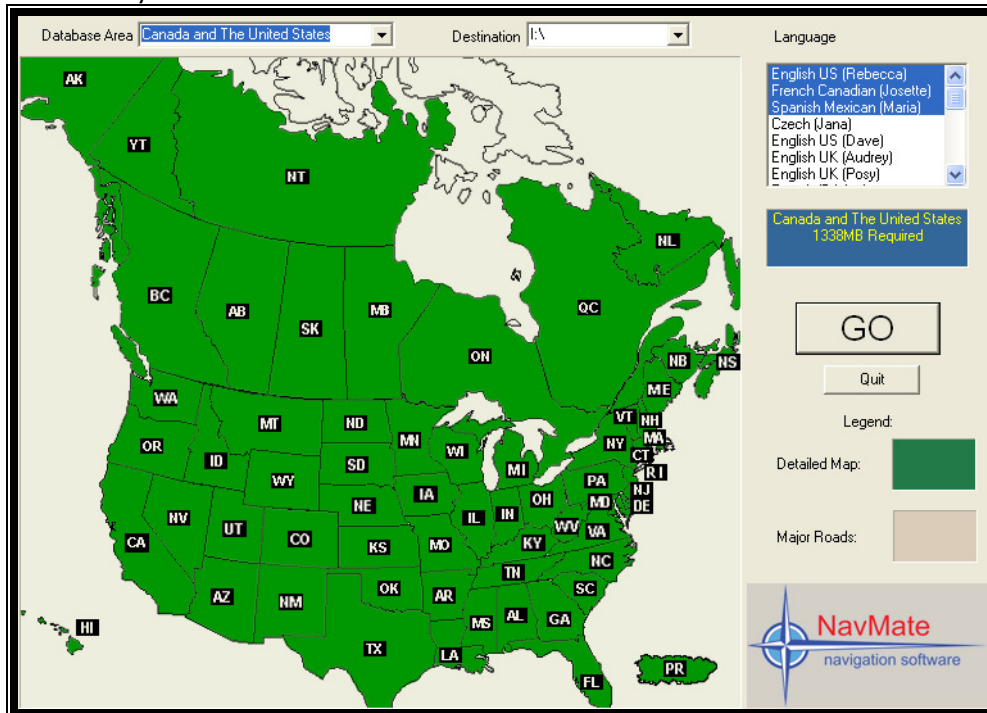 Database Area Canada and The United States
Destination I:\
Language
English US (Rebecca)
French Canadian (Josette)
Spanish Mexican (Maria)
Czech (Jana)
English US (Dave)
English UK (Audrey)
English UK (Posy)
Canada and The United States
1338MB Required
GO
Quit
Legend:
Detailed Map:
Major Roads:
NavMate
navigation software
AK
YT
NT
NL
BC
AB
SK
MB
ON
QC
NB
NS
ME
WA
MT
ND
MN
WI
MI
VT
NH
NY
MA
CT
RI
OR
ID
WY
SD
IA
NE
PA
NJ
MD
DE
OH
IN
IL
NV
UT
CO
KS
MO
KY
WV
VA
CA
AZ
NM
OK
AR
TN
NC
SC
MS
AL
GA
HI
TX
LA
FL
PR